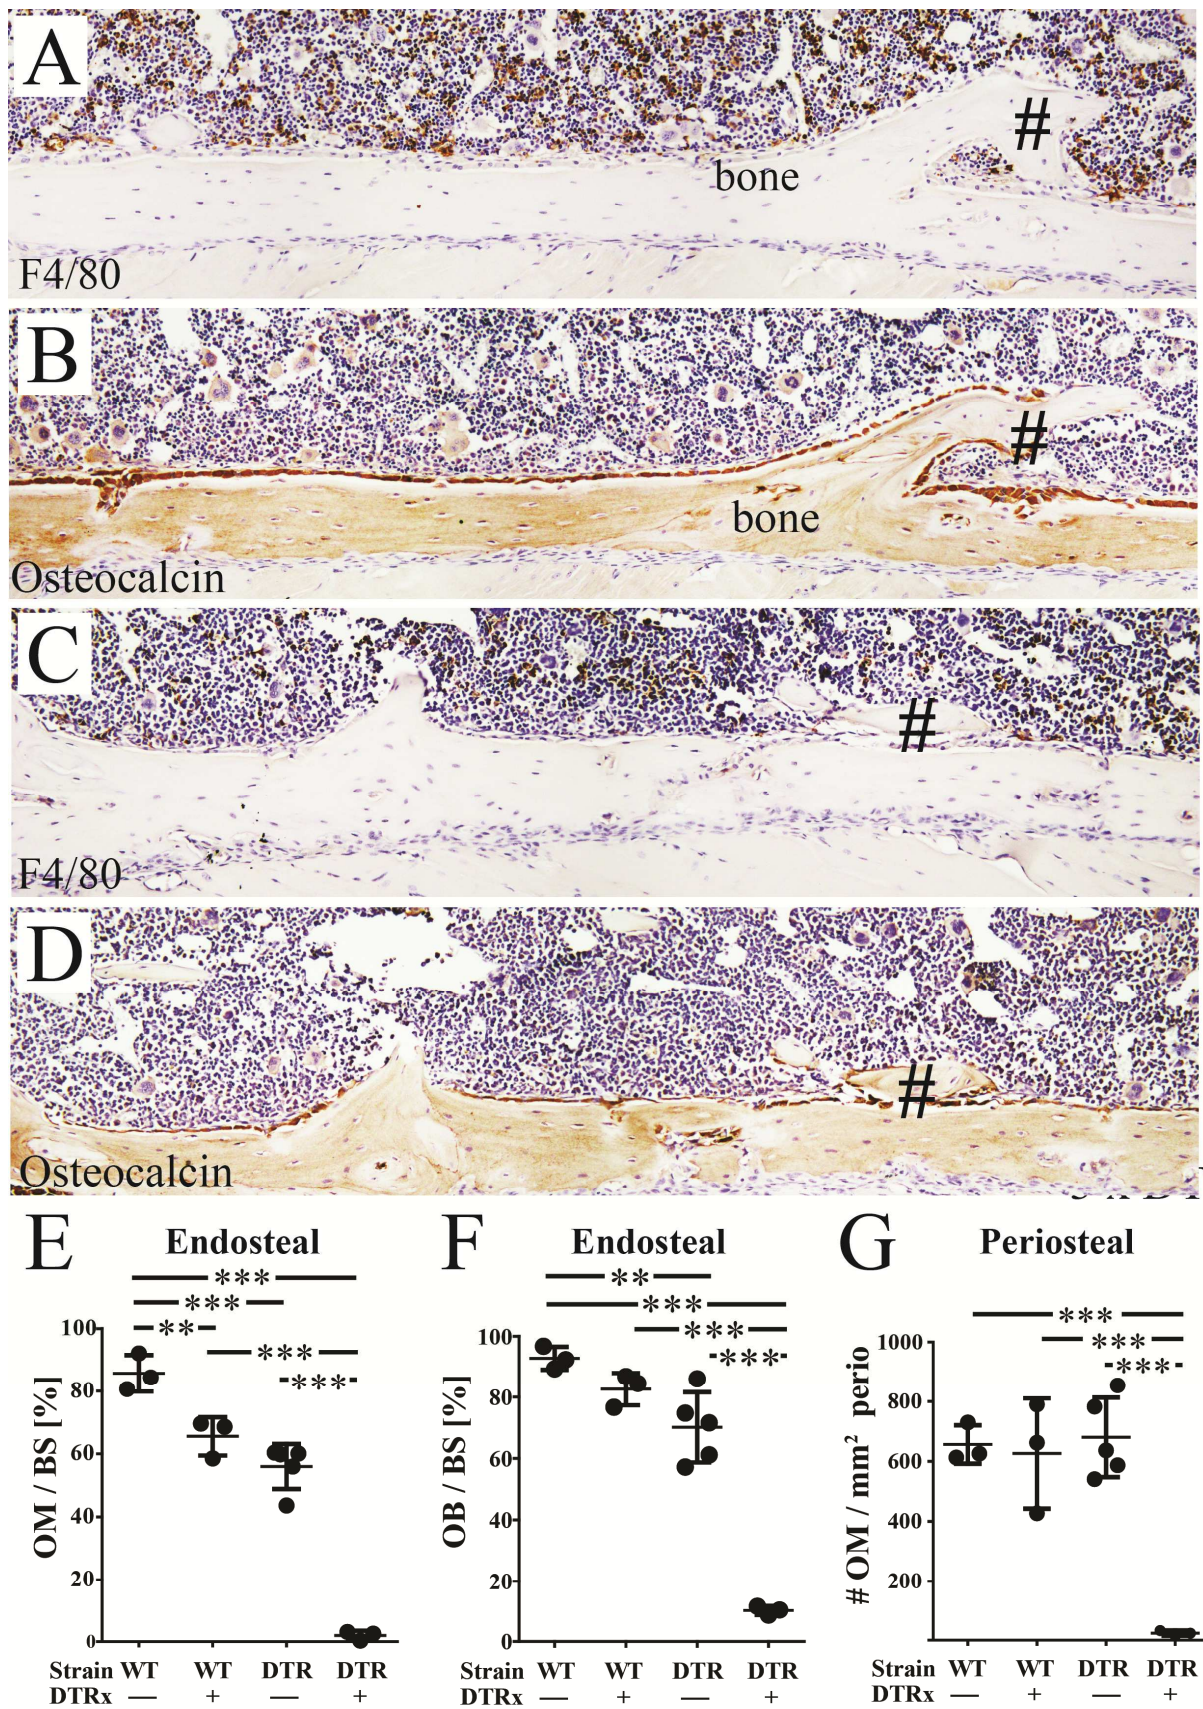 A
#
bone
F4/80
B
#
bone
Osteocalcin
C
#
F4/80
D
#
Osteocalcin
E Endosteal
***
***
**
***
***
OM / BS [%]
100
80
60
40
20
0
Strain WT WT DTR DTR
DTRx — + — +
F Endosteal
**
***
***
***
OB / BS [%]
100
80
60
40
20
0
Strain WT WT DTR DTR
DTRx — + — +
G Periosteal
***
***
***
# OM / mm² perio
1000
800
600
400
200
Strain WT WT DTR DTR
DTRx — + — +